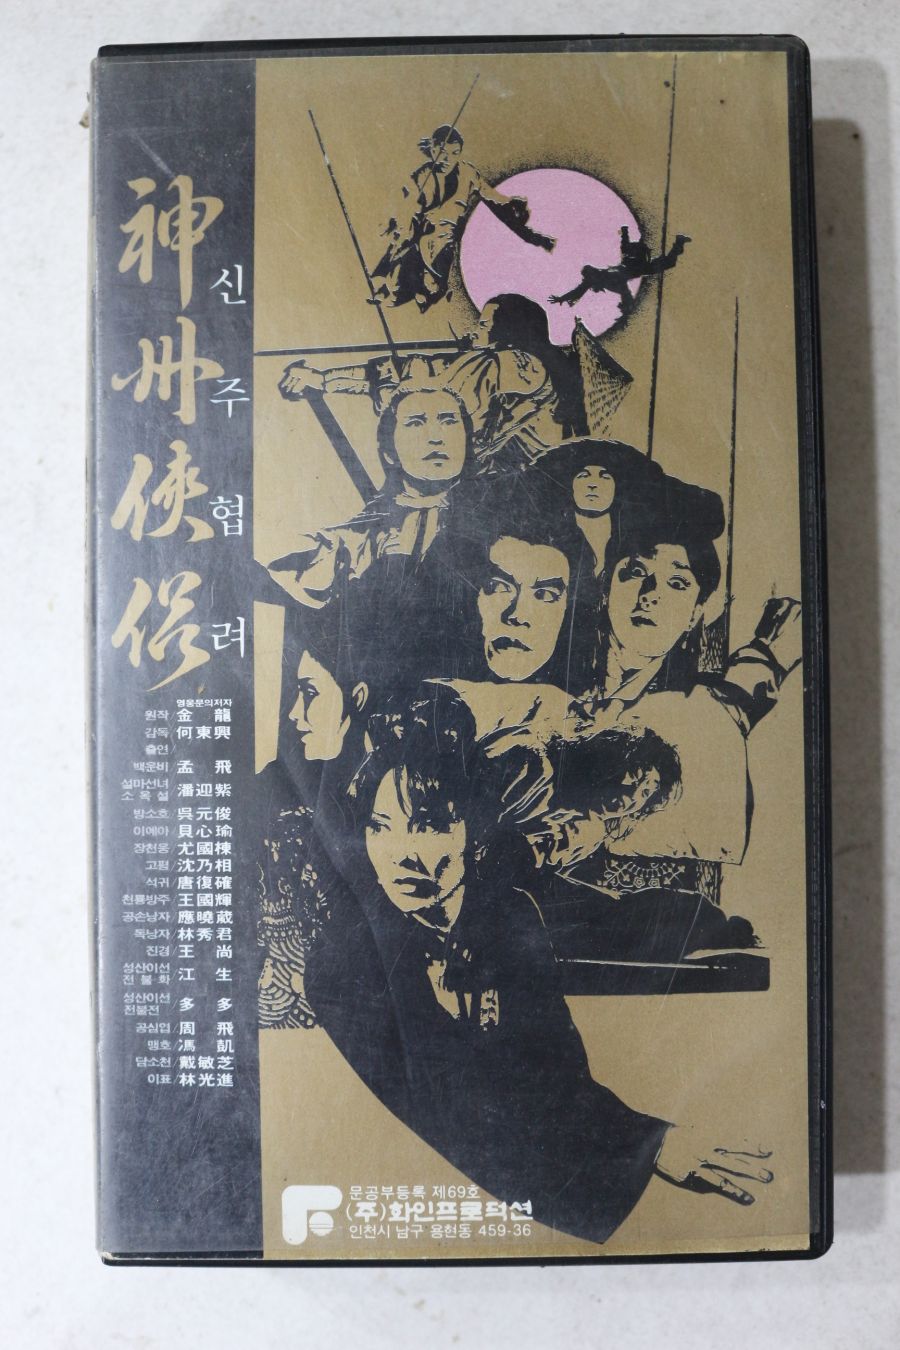 神州俠侶
신주협려
영웅문의저자
원작/金龍
감독/何東興
출연/
백운비/孟飛
설마선녀
소옥설/潘迎紫
방소호/吳元俊
이예아/貝心瑜
장천웅/尤國棟
고평/沈乃相
석귀/唐復確
천룡방주/王國輝
공손낭자/應曉葳
독낭자/林秀君
진경/王尚
성산이선
전불화/江生
성산이선
전불전/多多
공심협/周飛
맹호/馮凱
담소천/戴敏芝
이표/林光進
문공부등록 제69호
(주)화인프로덕션
인천시 남구 용현동 459-36